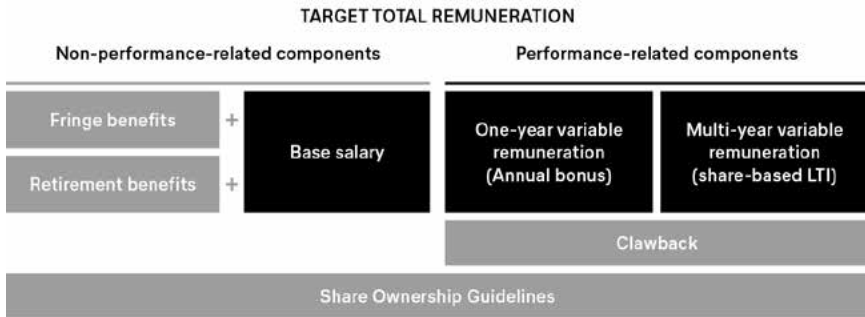 TARGET TOTAL REMUNERATION
Non-performance-related components
Performance-related components
Fringe benefits
+
Retirement benefits
+
Base salary
One-year variable
remuneration
(Annual bonus)
Multi-year variable
remuneration
(share-based LTI)
Clawback
Share Ownership Guidelines